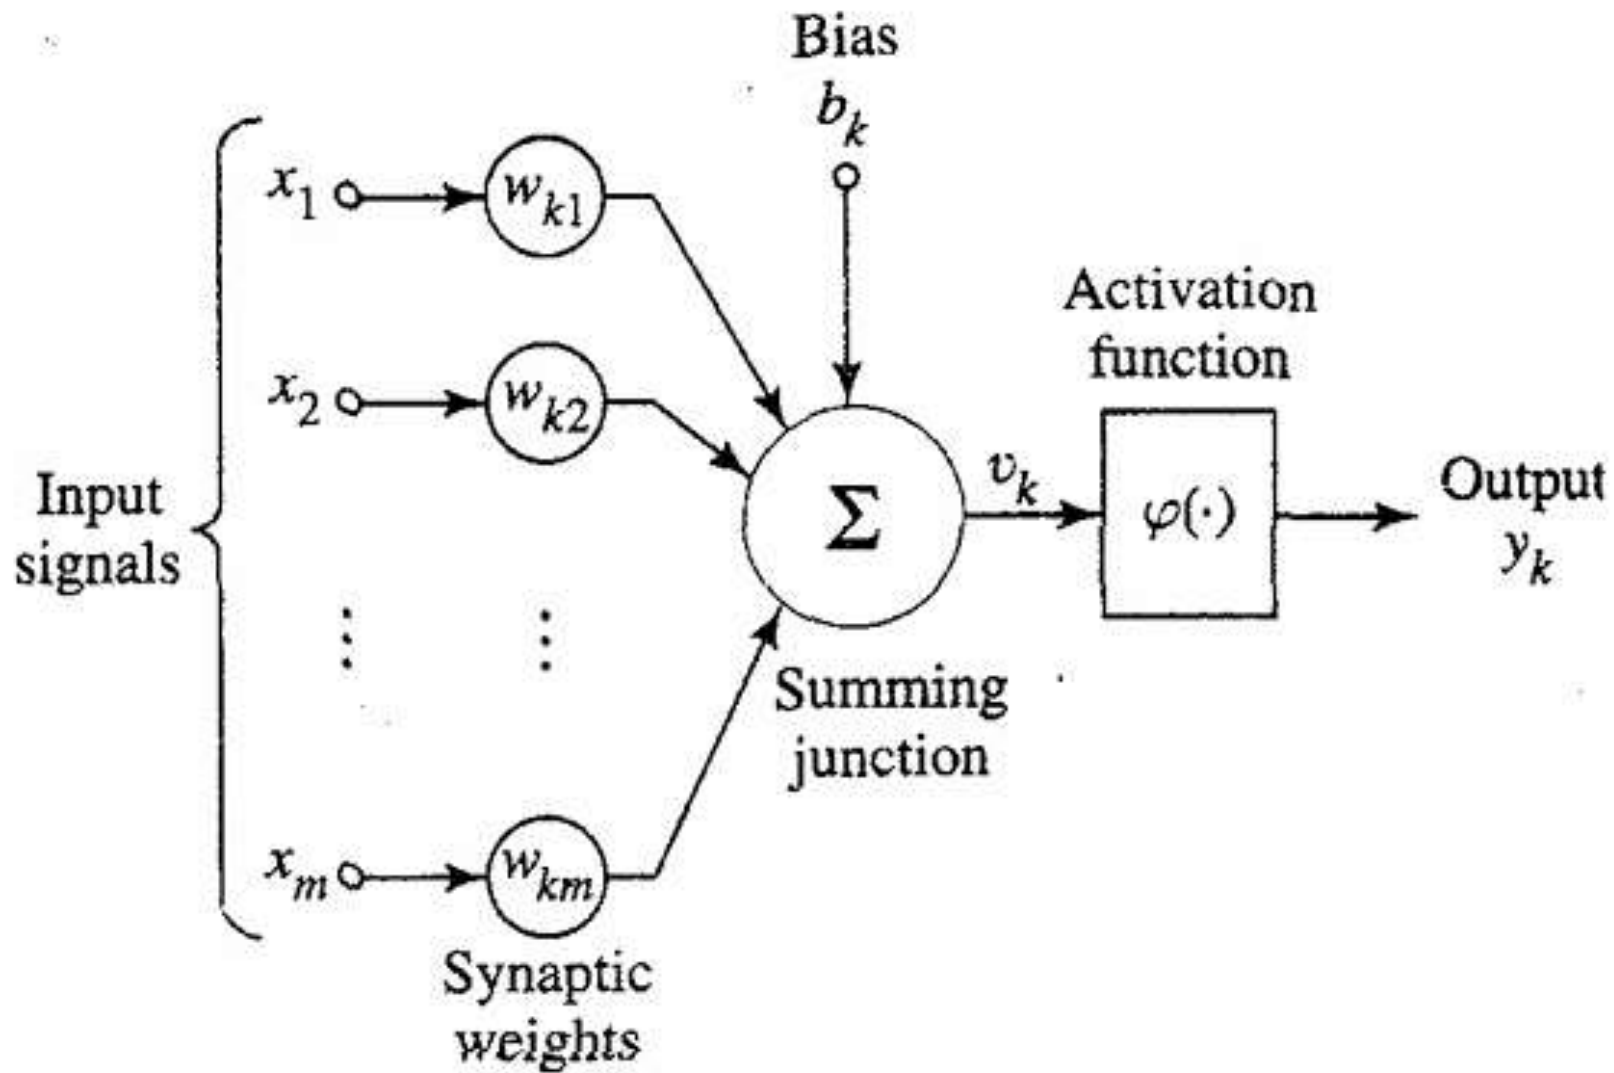 Bias
b_k
x_1
w_k1
Activation
function
x_2
w_k2
Input
signals
Σ
v_k
φ(·)
Output
y_k
Summing
junction
x_m
w_km
Synaptic
weights